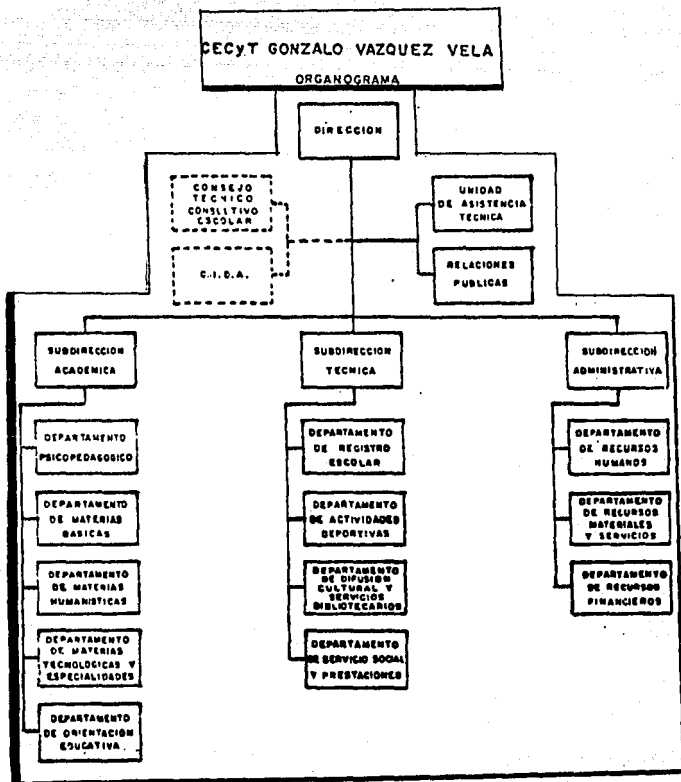 CECyT GONZALO VAZQUEZ VELA
ORGANOGRAMA
DIRECCION
CONSEJO
TECNICO
CONSULTIVO
ESCOLAR
UNIDAD
DE ASISTENCIA
TECNICA
C.I.D.A.
RELACIONES
PUBLICAS
SUBDIRECCION
ACADEMICA
SUBDIRECCION
TECNICA
SUBDIRECCION
ADMINISTRATIVA
DEPARTAMENTO
PSICOPEDAGOGICO
DEPARTAMENTO
DE MATERIAS
BASICAS
DEPARTAMENTO
DE MATERIAS
HUMANISTICAS
DEPARTAMENTO
DE MATERIAS
TECNOLOGICAS Y
ESPECIALIDADES
DEPARTAMENTO
DE ORIENTACION
EDUCATIVA
DEPARTAMENTO
DE REGISTRO
ESCOLAR
DEPARTAMENTO
DE ACTIVIDADES
DEPORTIVAS
DEPARTAMENTO
DE DIFUSION
CULTURAL Y
SERVICIOS
BIBLIOTECARIOS
DEPARTAMENTO
DE SERVICIO SOCIAL
Y PRESTACIONES
DEPARTAMENTO
DE RECURSOS
HUMANOS
DEPARTAMENTO
DE RECURSOS
MATERIALES
Y SERVICIOS
DEPARTAMENTO
DE RECURSOS
FINANCIEROS